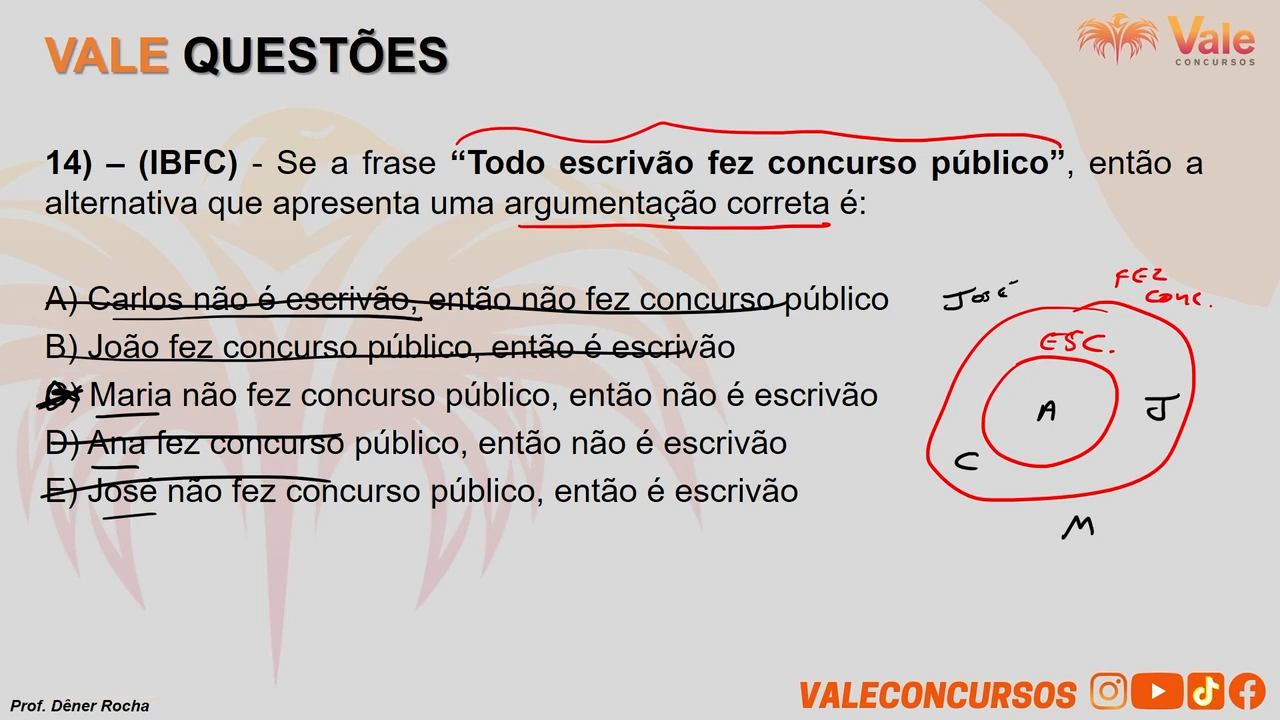 VALE QUESTÕES
Vale
CONCURSOS
14) – (IBFC) - Se a frase “Todo escrivão fez concurso público”, então a
alternativa que apresenta uma argumentação correta é:
A) Carlos não é escrivão, então não fez concurso público
B) João fez concurso público, então é escrivão
C) Maria não fez concurso público, então não é escrivão
D) Ana fez concurso público, então não é escrivão
E) José não fez concurso público, então é escrivão
José
FEZ
CONC.
ESC.
A
J
C
M
Prof. Dêner Rocha
VALECONCURSOS